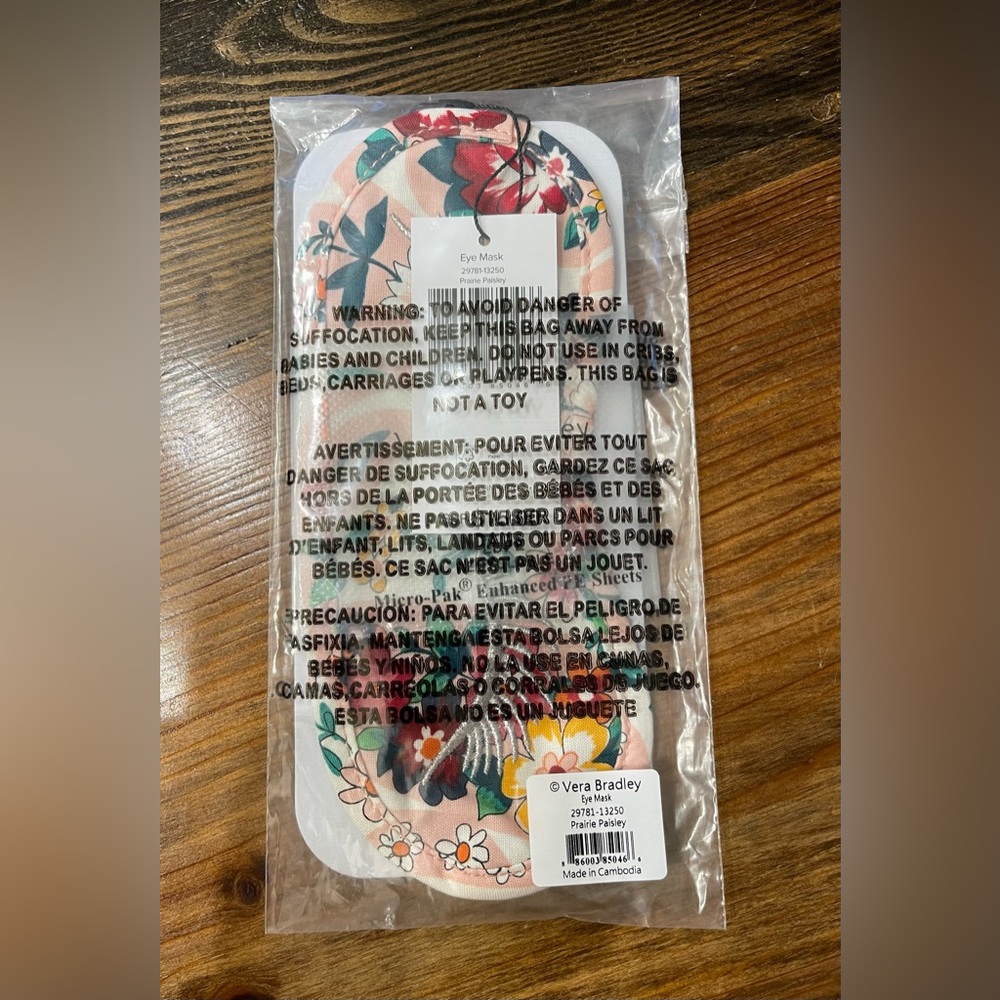 Eye Mask
29781-13250
Prairie Paisley
WARNING: TO AVOID DANGER OF
SUFFOCATION, KEEP THIS BAG AWAY FROM
BABIES AND CHILDREN. DO NOT USE IN CRIBS,
BEDS,CARRIAGES OR PLAYPENS. THIS BAG IS
NOT A TOY
AVERTISSEMENT: POUR EVITER TOUT
DANGER DE SUFFOCATION, GARDEZ CE SAC
HORS DE LA PORTÉE DES BÉBÉS ET DES
ENFANTS. NE PAS UTILISER DANS UN LIT
D'ENFANT, LITS, LANDAUS OU PARCS POUR
BÉBÉS. CE SAC N'EST PAS UN JOUET.
Micro-Pak® Enhanced PE Sheets
PRECAUCIÓN: PARA EVITAR EL PELIGRO DE
ASFIXIA. MANTENGA ESTA BOLSA LEJOS DE
BEBÉS Y NIÑOS. NO LA USE EN CUNAS,
CAMAS,CARREOLAS O CORRALES DE JUEGO.
ESTA BOLSA NO ES UN JUGUETE
© Vera Bradley
Eye Mask
29781-13250
Prairie Paisley
86003 85046
Made in Cambodia